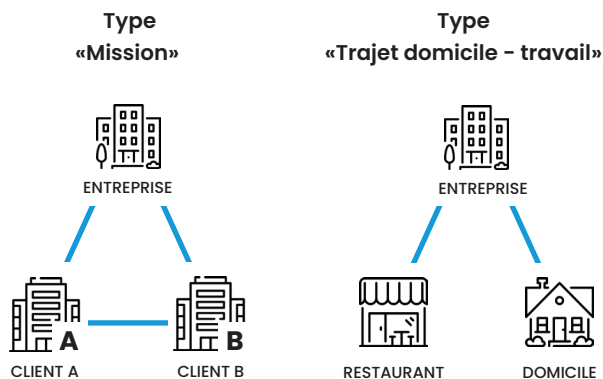 Type
«Mission»
ENTREPRISE
A
B
CLIENT A
CLIENT B
Type
«Trajet domicile - travail»
ENTREPRISE
RESTAURANT
DOMICILE